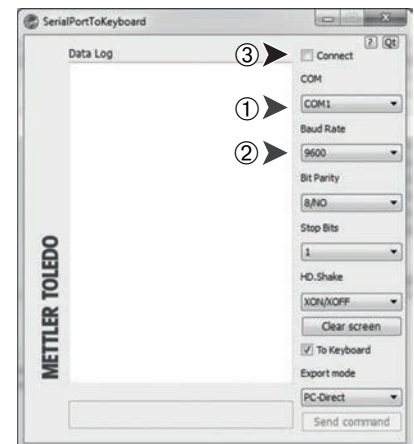 SerialPortToKeyboard
? Qt
Data Log
③ Connect
COM
① COM1
Baud Rate
② 9600
Bit Parity
8/NO
Stop Bits
1
HD.Shake
XON/XOFF
Clear screen
To Keyboard
Export mode
PC-Direct
Send command
METTLER TOLEDO